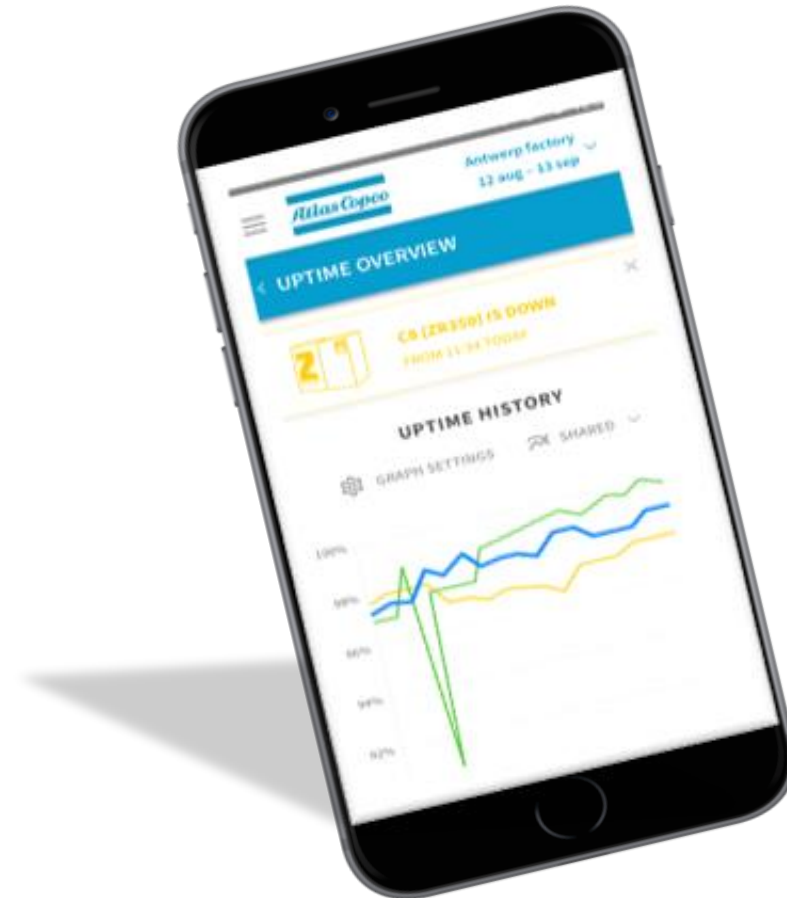 Antwerp factory
12 aug - 13 sep
Atlas Copco
UPTIME OVERVIEW
C6 [ZR350] IS DOWN
FROM 11:34 TODAY
Z
UPTIME HISTORY
GRAPH SETTINGS
SHARED
100%
98%
96%
94%
92%